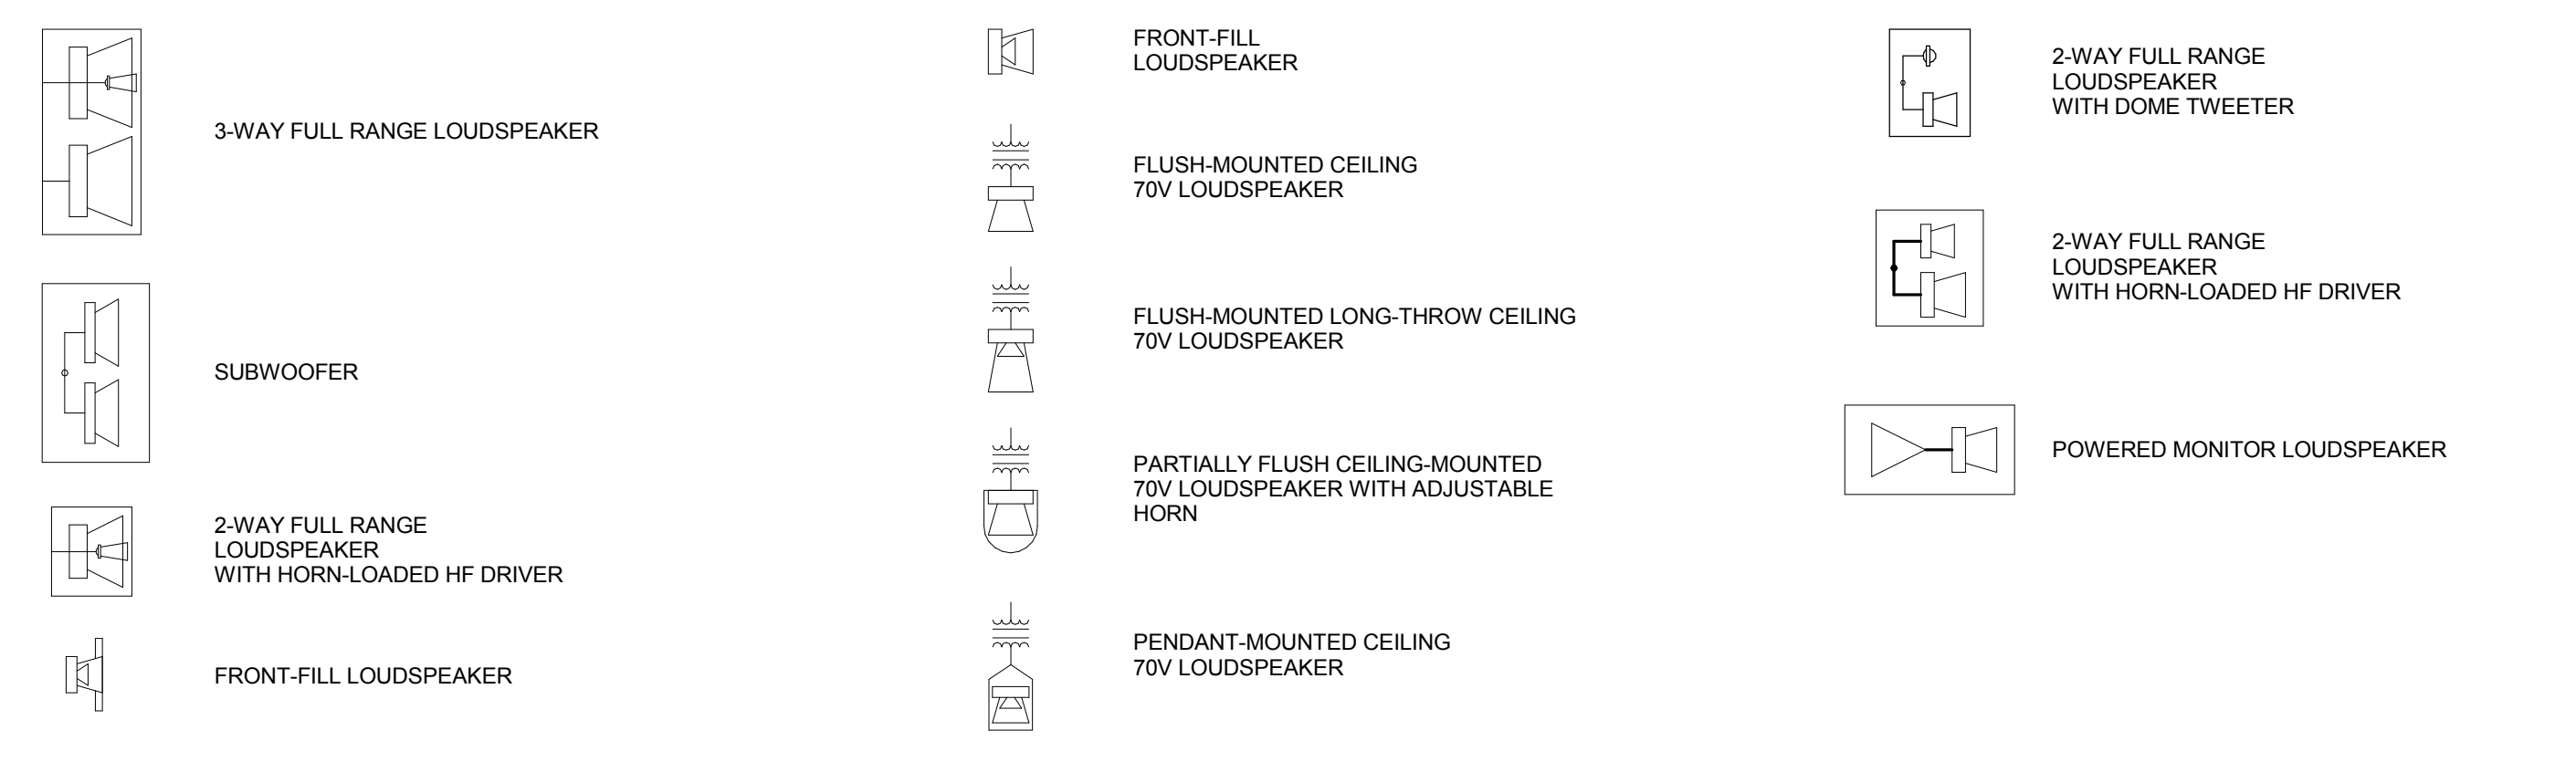 3-WAY FULL RANGE LOUDSPEAKER
SUBWOOFER
2-WAY FULL RANGE
LOUDSPEAKER
WITH HORN-LOADED HF DRIVER
FRONT-FILL LOUDSPEAKER
FRONT-FILL
LOUDSPEAKER
FLUSH-MOUNTED CEILING
70V LOUDSPEAKER
FLUSH-MOUNTED LONG-THROW CEILING
70V LOUDSPEAKER
PARTIALLY FLUSH CEILING-MOUNTED
70V LOUDSPEAKER WITH ADJUSTABLE
HORN
PENDANT-MOUNTED CEILING
70V LOUDSPEAKER
2-WAY FULL RANGE
LOUDSPEAKER
WITH DOME TWEETER
2-WAY FULL RANGE
LOUDSPEAKER
WITH HORN-LOADED HF DRIVER
POWERED MONITOR LOUDSPEAKER